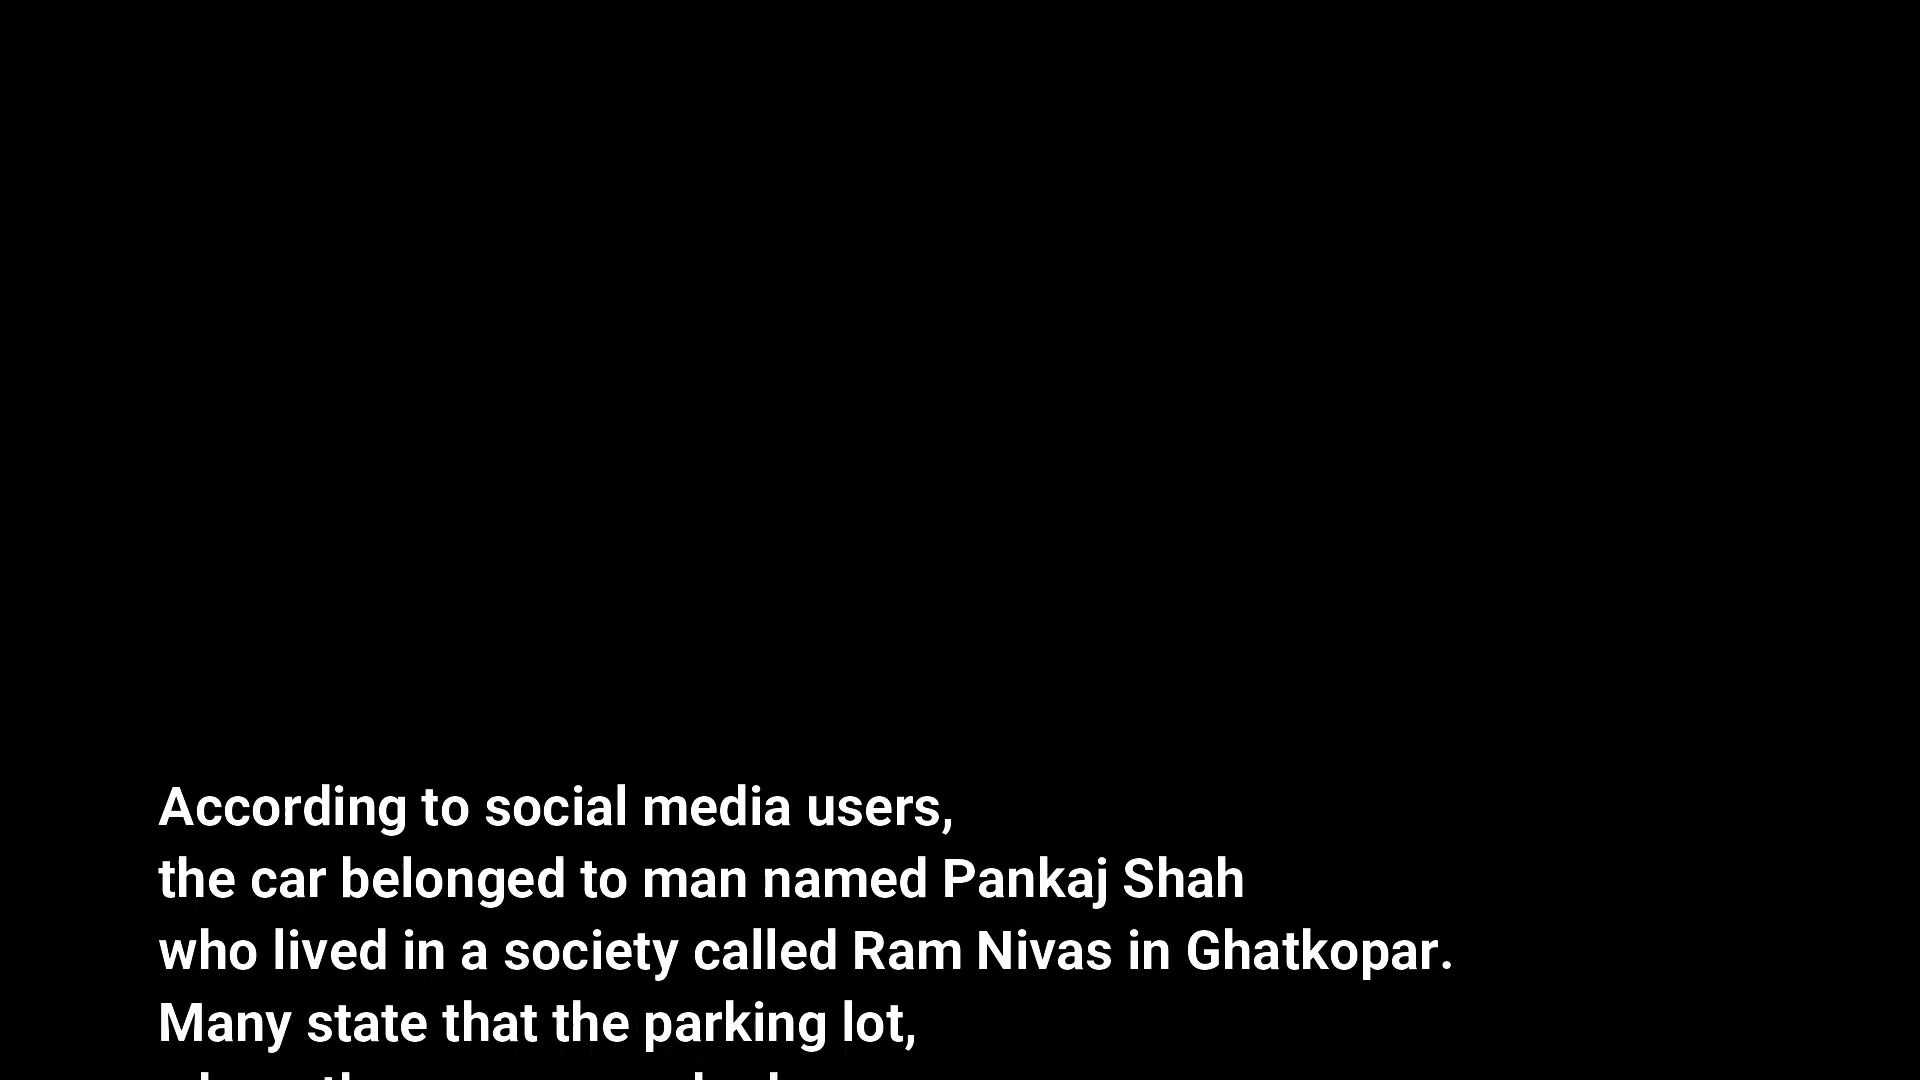 According to social media users,
the car belonged to man named Pankaj Shah
who lived in a society called Ram Nivas in Ghatkopar.
Many state that the parking lot,